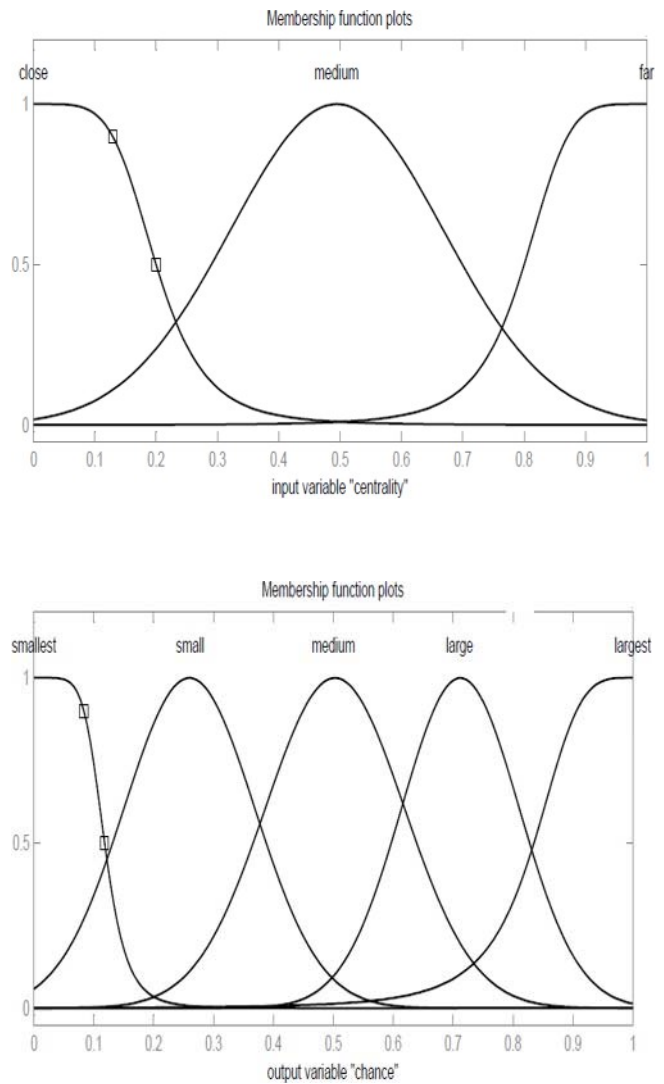 Membership function plots
close medium far
1
0.5
0
0 0.1 0.2 0.3 0.4 0.5 0.6 0.7 0.8 0.9 1
input variable "centrality"
Membership function plots
smallest small medium large largest
1
0.5
0
0 0.1 0.2 0.3 0.4 0.5 0.6 0.7 0.8 0.9 1
output variable "chance"